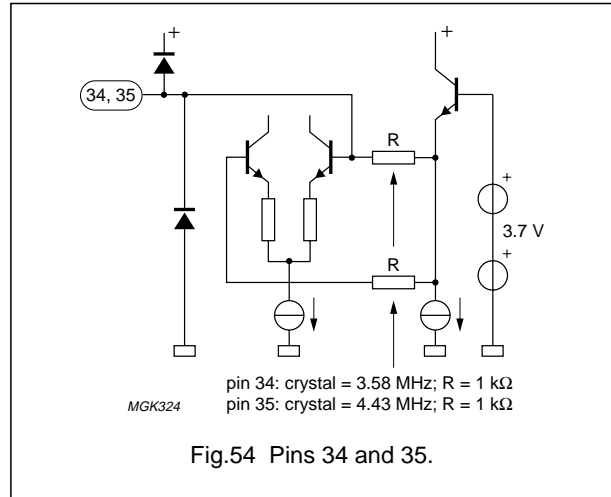 +
+
34, 35
R
+
3.7 V
+
R
pin 34: crystal = 3.58 MHz; R = 1 kΩ
MGK324
pin 35: crystal = 4.43 MHz; R = 1 kΩ
Fig.54 Pins 34 and 35.